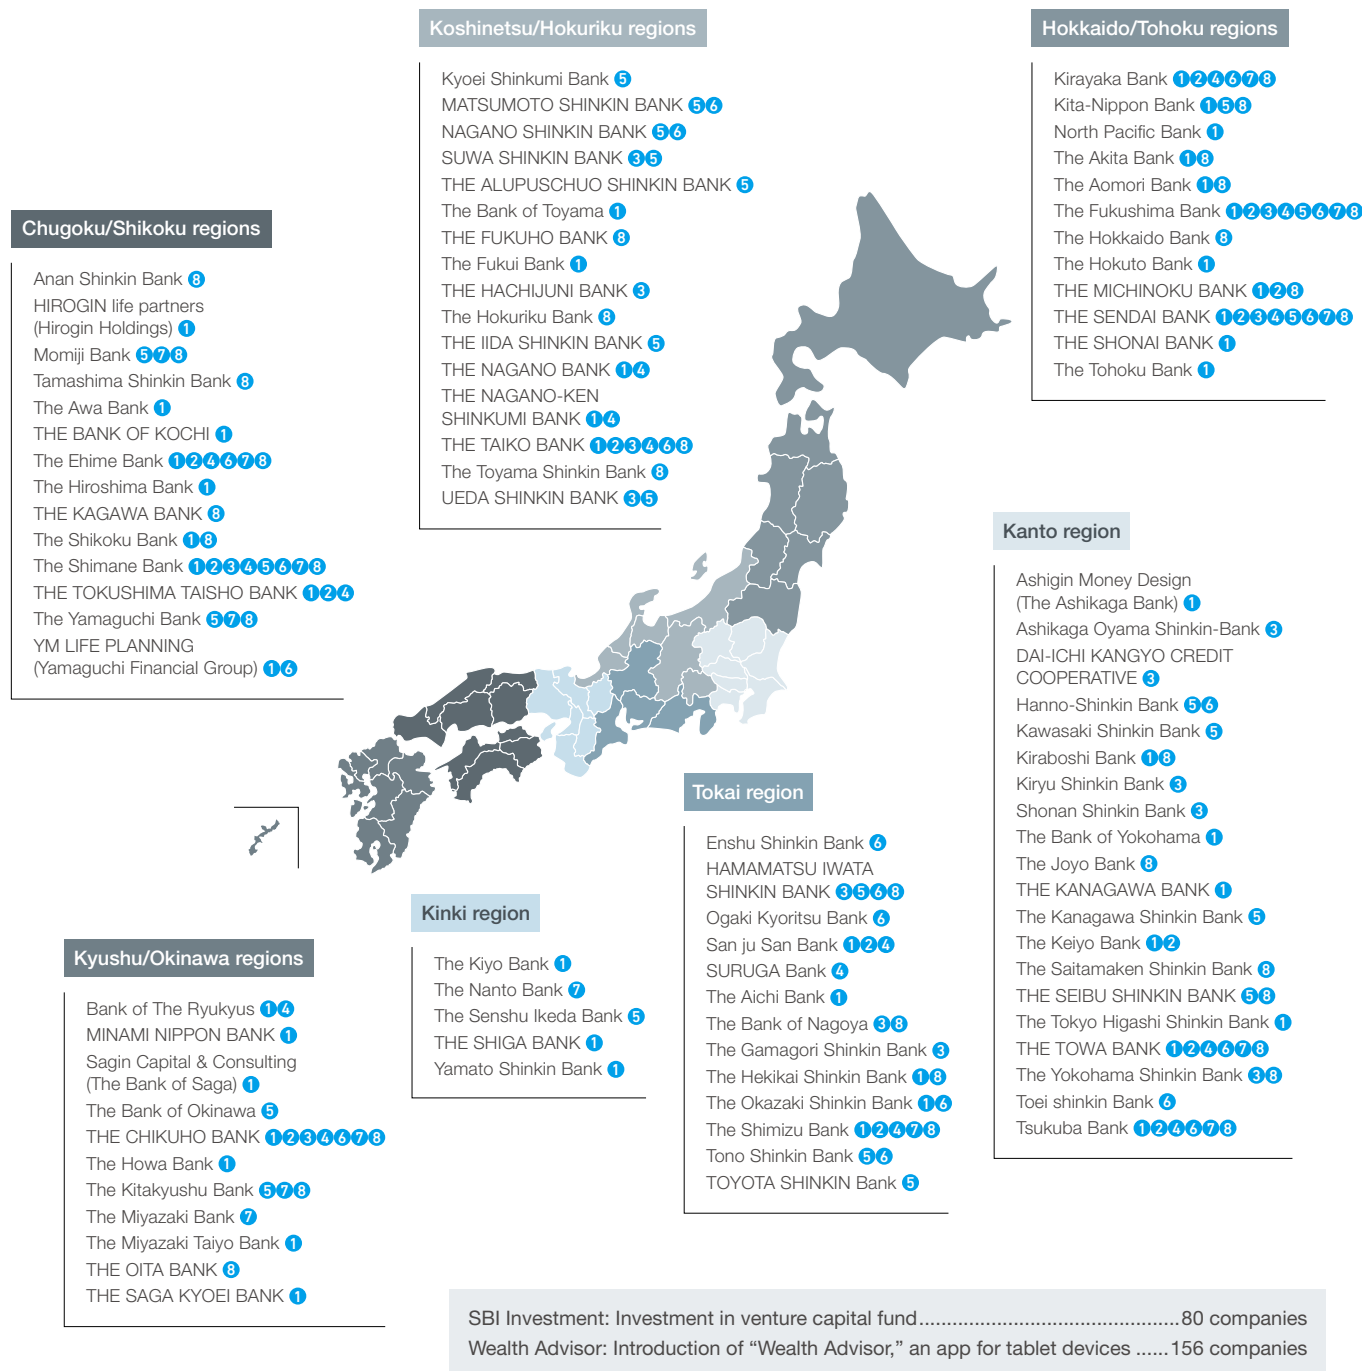 Koshinetsu/Hokuriku regions
Kyoei Shinkumi Bank 5
MATSUMOTO SHINKIN BANK 5 6
NAGANO SHINKIN BANK 5 6
SUWA SHINKIN BANK 3 5
THE ALUPUSCHUO SHINKIN BANK 5
The Bank of Toyama 1
THE FUKUHO BANK 8
The Fukui Bank 1
THE HACHIJUNI BANK 3
The Hokuriku Bank 8
THE IIDA SHINKIN BANK 5
THE NAGANO BANK 1 4
THE NAGANO-KEN
SHINKUMI BANK 1 4
THE TAIKO BANK 1 2 3 4 6 8
The Toyama Shinkin Bank 8
UEDA SHINKIN BANK 3 5
Hokkaido/Tohoku regions
Kirayaka Bank 1 2 4 6 7 8
Kita-Nippon Bank 1 5 8
North Pacific Bank 1
The Akita Bank 1 8
The Aomori Bank 1 8
The Fukushima Bank 1 2 3 4 5 6 7 8
The Hokkaido Bank 8
The Hokuto Bank 1
THE MICHINOKU BANK 1 2 8
THE SENDAI BANK 1 2 3 4 5 6 7 8
THE SHONAI BANK 1
The Tohoku Bank 1
Chugoku/Shikoku regions
Anan Shinkin Bank 8
HIROGIN life partners
(Hirogin Holdings) 1
Momiji Bank 5 7 8
Tamashima Shinkin Bank 8
The Awa Bank 1
THE BANK OF KOCHI 1
The Ehime Bank 1 2 4 6 7 8
The Hiroshima Bank 1
THE KAGAWA BANK 8
The Shikoku Bank 1 8
The Shimane Bank 1 2 3 4 5 6 7 8
THE TOKUSHIMA TAISHO BANK 1 2 4
The Yamaguchi Bank 5 7 8
YM LIFE PLANNING
(Yamaguchi Financial Group) 1 6
Kanto region
Ashigin Money Design
(The Ashikaga Bank) 1
Ashikaga Oyama Shinkin-Bank 3
DAI-ICHI KANGYO CREDIT
COOPERATIVE 3
Hanno-Shinkin Bank 5 6
Kawasaki Shinkin Bank 5
Kiraboshi Bank 1 8
Kiryu Shinkin Bank 3
Shonan Shinkin Bank 3
The Bank of Yokohama 1
The Joyo Bank 8
THE KANAGAWA BANK 1
The Kanagawa Shinkin Bank 5
The Keiyo Bank 1 2
The Saitamaken Shinkin Bank 8
THE SEIBU SHINKIN BANK 5 8
The Tokyo Higashi Shinkin Bank 1
THE TOWA BANK 1 2 4 6 7 8
The Yokohama Shinkin Bank 3 8
Toei shinkin Bank 6
Tsukuba Bank 1 2 4 6 7 8
Tokai region
Enshu Shinkin Bank 6
HAMAMATSU IWATA
SHINKIN BANK 3 5 6 8
Ogaki Kyoritsu Bank 6
San ju San Bank 1 2 4
SURUGA Bank 4
The Aichi Bank 1
The Bank of Nagoya 3 8
The Gamagori Shinkin Bank 3
The Hekikai Shinkin Bank 1 8
The Okazaki Shinkin Bank 1 6
The Shimizu Bank 1 2 4 7 8
Tono Shinkin Bank 5 6
TOYOTA SHINKIN Bank 5
Kinki region
The Kiyo Bank 1
The Nanto Bank 7
The Senshu Ikeda Bank 5
THE SHIGA BANK 1
Yamato Shinkin Bank 1
Kyushu/Okinawa regions
Bank of The Ryukyus 1 4
MINAMI NIPPON BANK 1
Sagin Capital & Consulting
(The Bank of Saga) 1
The Bank of Okinawa 5
THE CHIKUHO BANK 1 2 3 4 6 7 8
The Howa Bank 1
The Kitakyushu Bank 5 7 8
The Miyazaki Bank 7
The Miyazaki Taiyo Bank 1
THE OITA BANK 8
THE SAGA KYOEI BANK 1
SBI Investment: Investment in venture capital fund...............................................80 companies
Wealth Advisor: Introduction of “Wealth Advisor,” an app for tablet devices ......156 companies